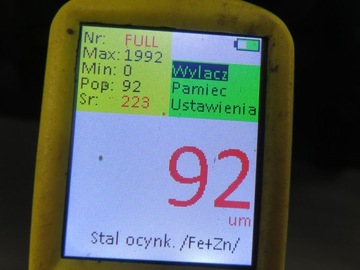 Nr: FULL
Max: 1992
Min: 0
Pop: 92
Sr: 223
Wylacz
Pamiec
Ustawienia
92
um
Stal ocynk. /Fe+Zn/